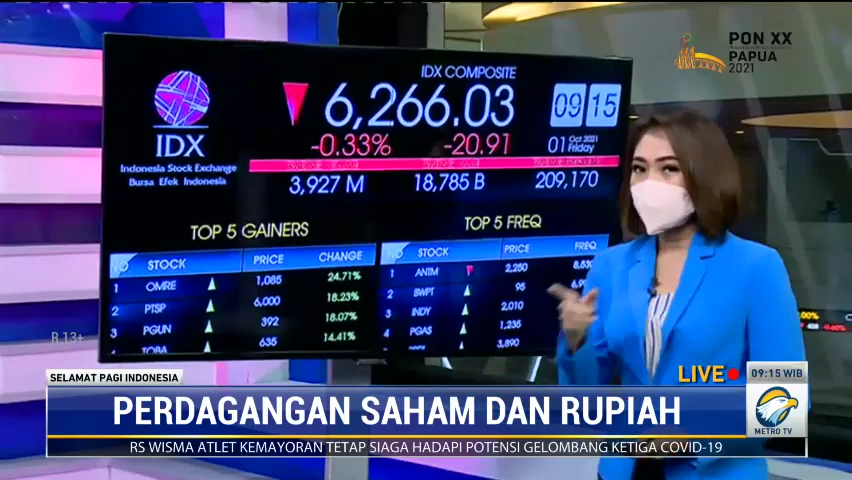 PON XX
PAPUA
2021
IDX COMPOSITE
6,266.03
09 15
-0.33% -20.91
01 Oct 2021
Friday
IDX
Indonesia Stock Exchange
Bursa Efek Indonesia
3,927 M 18,785 B 209,170
TOP 5 GAINERS
NO STOCK PRICE CHANGE
1 OMRE 1,085 24.71%
2 PTSP 6,000 18.23%
3 PGUN 392 18.07%
4 TOBA 635 14.41%
TOP 5 FREQ
NO STOCK PRICE FREQ
1 ANTM 2,250 8,530
2 BWPT 95
3 INDY 2,010
4 PGAS 1,235
3,890
R 13+
SELAMAT PAGI INDONESIA
LIVE
09:15 WIB
PERDAGANGAN SAHAM DAN RUPIAH
METRO TV
RS WISMA ATLET KEMAYORAN TETAP SIAGA HADAPI POTENSI GELOMBANG KETIGA COVID-19